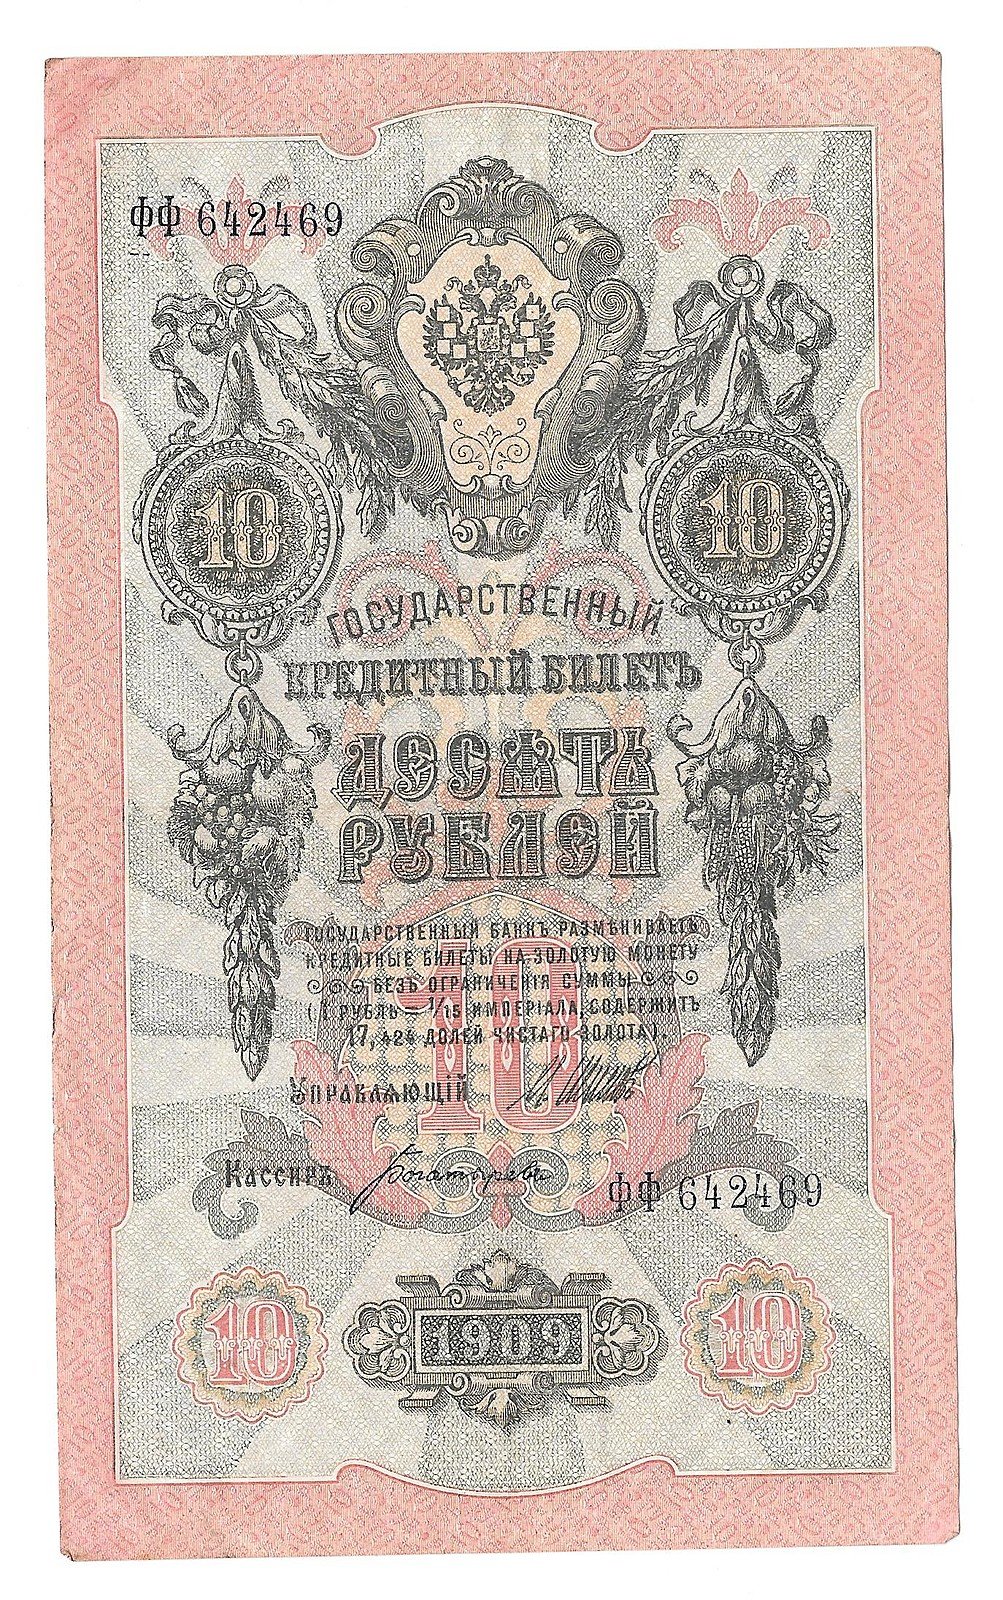 ФФ 642469
10 10
ГОСУДАРСТВЕННЫЙ
КРЕДИТНЫЙ БИЛЕТЪ
ДЕСЯТЬ
РУБЛЕЙ
10
ГОСУДАРСТВЕННЫЙ БАНКЪ РАЗМѢНИВАЕТЪ
КРЕДИТНЫЕ БИЛЕТЫ НА ЗОЛОТУЮ МОНЕТУ
БЕЗЪ ОГРАНИЧЕНІЯ СУММЫ
(1 РУБЛЬ = 1/15 ИМПЕРІАЛА, СОДЕРЖИТЪ
17,424 ДОЛЕЙ ЧИСТАГО ЗОЛОТА).
УПРАВЛЯЮЩІЙ
Кассиръ
ФФ 642469
10 1909 10